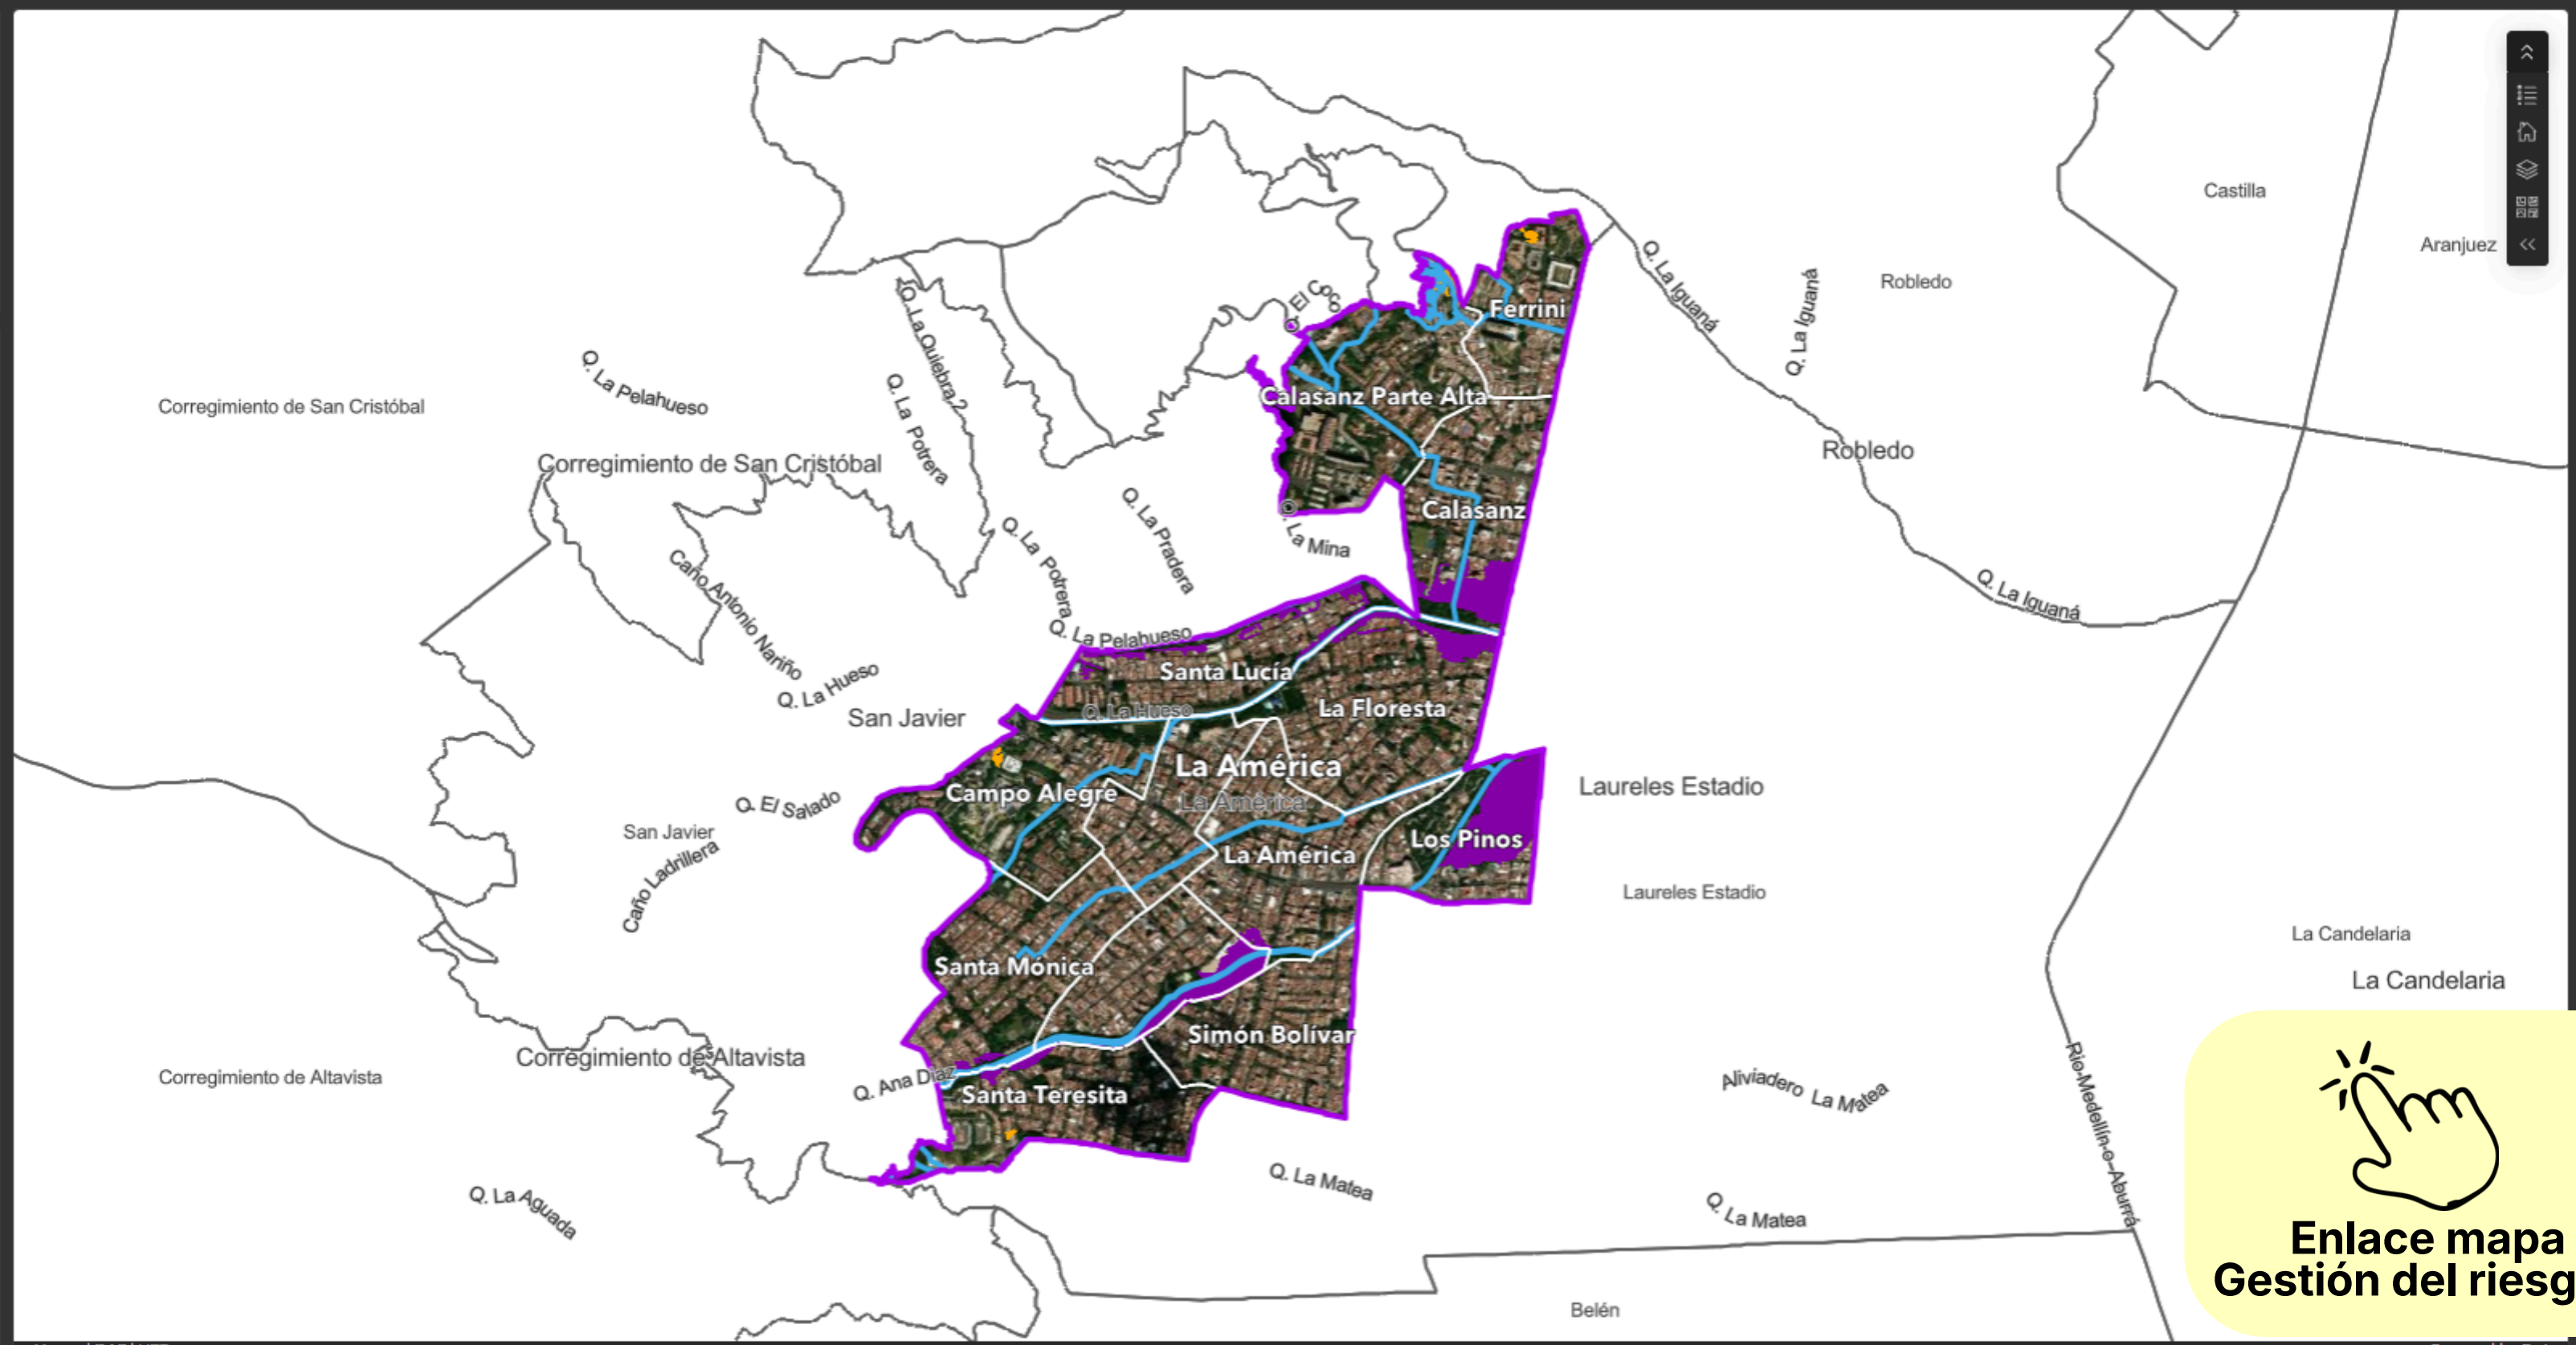 Castilla
Aranjuez
Robledo
Q. La Iguaná
Q. La Iguaná
Q. El Coco
Ferrini
Q. La Quiebra 2
Q. La Pelahueso
Q. La Potrera
Corregimiento de San Cristóbal
Calasanz Parte Alta
Robledo
Corregimiento de San Cristóbal
Calasanz
Q. La Pradera
Q. La Potrera
Q. La Mina
Caño Antonio Nariño
Q. La Iguaná
Q. La Pelahueso
Santa Lucía
Q. La Hueso
Q. La Hueso
La Floresta
San Javier
La América
Laureles Estadio
Campo Alegre
La América
Q. El Salado
San Javier
Los Pinos
La América
Caño Ladrillera
Laureles Estadio
La Candelaria
Santa Mónica
La Candelaria
Simón Bolívar
Corregimiento de Altavista
Corregimiento de Altavista
Q. Ana Díaz
Santa Teresita
Aliviadero La Matea
Rio Medellín o Aburrá
Q. La Matea
Q. La Aguada
Q. La Matea
Enlace mapa
Gestión del riesg
Belén